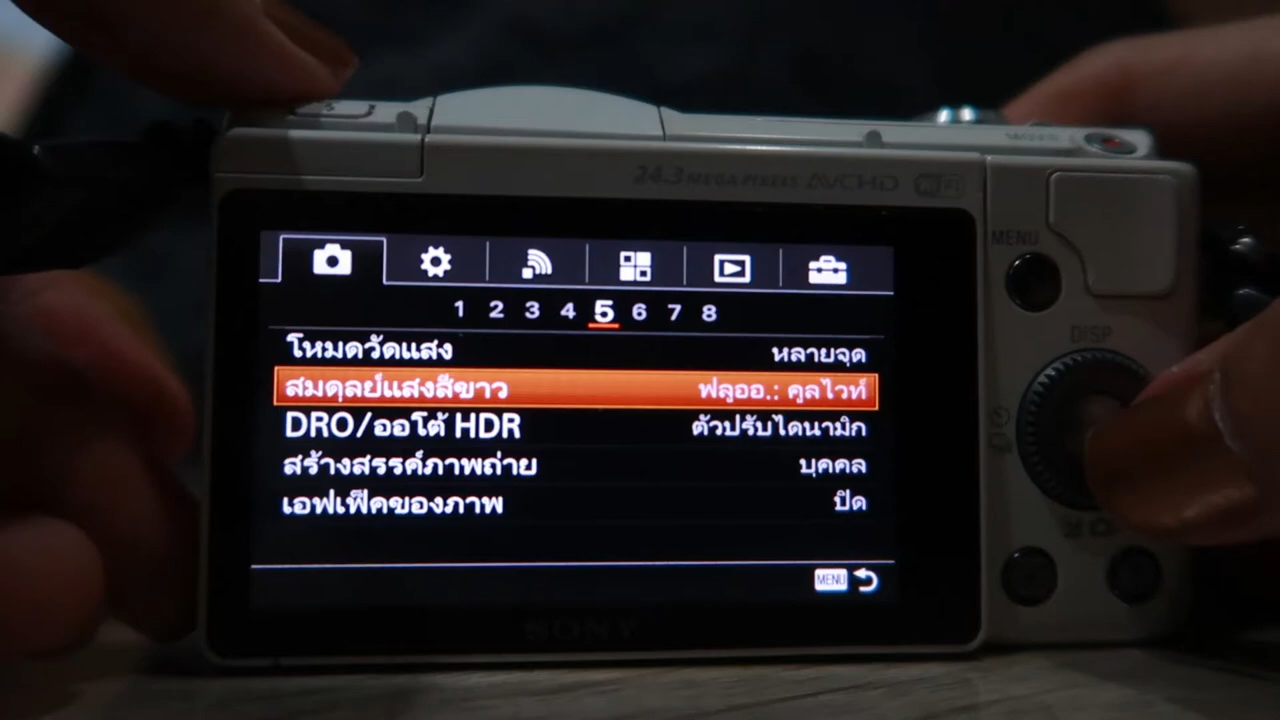 24.3 MEGA PIXELS AVCHD Wi Fi
MENU
1 2 3 4 5 6 7 8
โหมดวัดแสง หลายจุด
สมดุลย์แสงสีขาว ฟลูออ.: คูลไวท์
DISP
DRO/ออโต้ HDR ตัวปรับไดนามิก
สร้างสรรค์ภาพถ่าย บุคคล
เอฟเฟ็คของภาพ ปิด
MENU
SONY